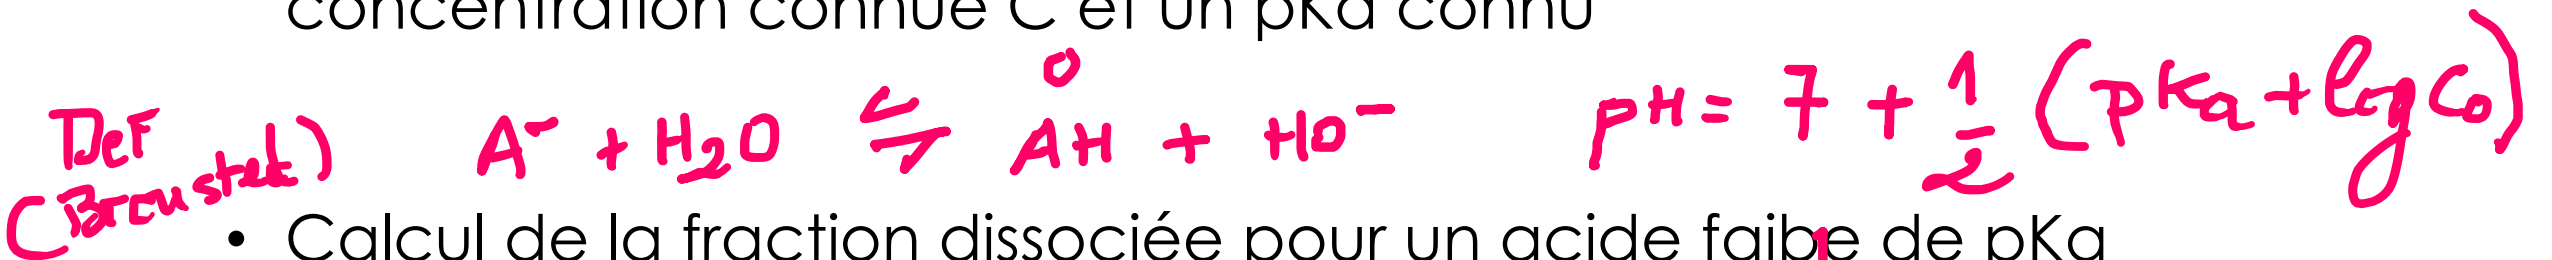 concentration connue C et un pKa connu
Def (Bronsted) A⁻ + H₂O ⇌ AH + HO⁻ pH = 7 + 1/2 (pKa + log C₀)
• Calcul de la fraction dissociée pour un acide faible de pKa